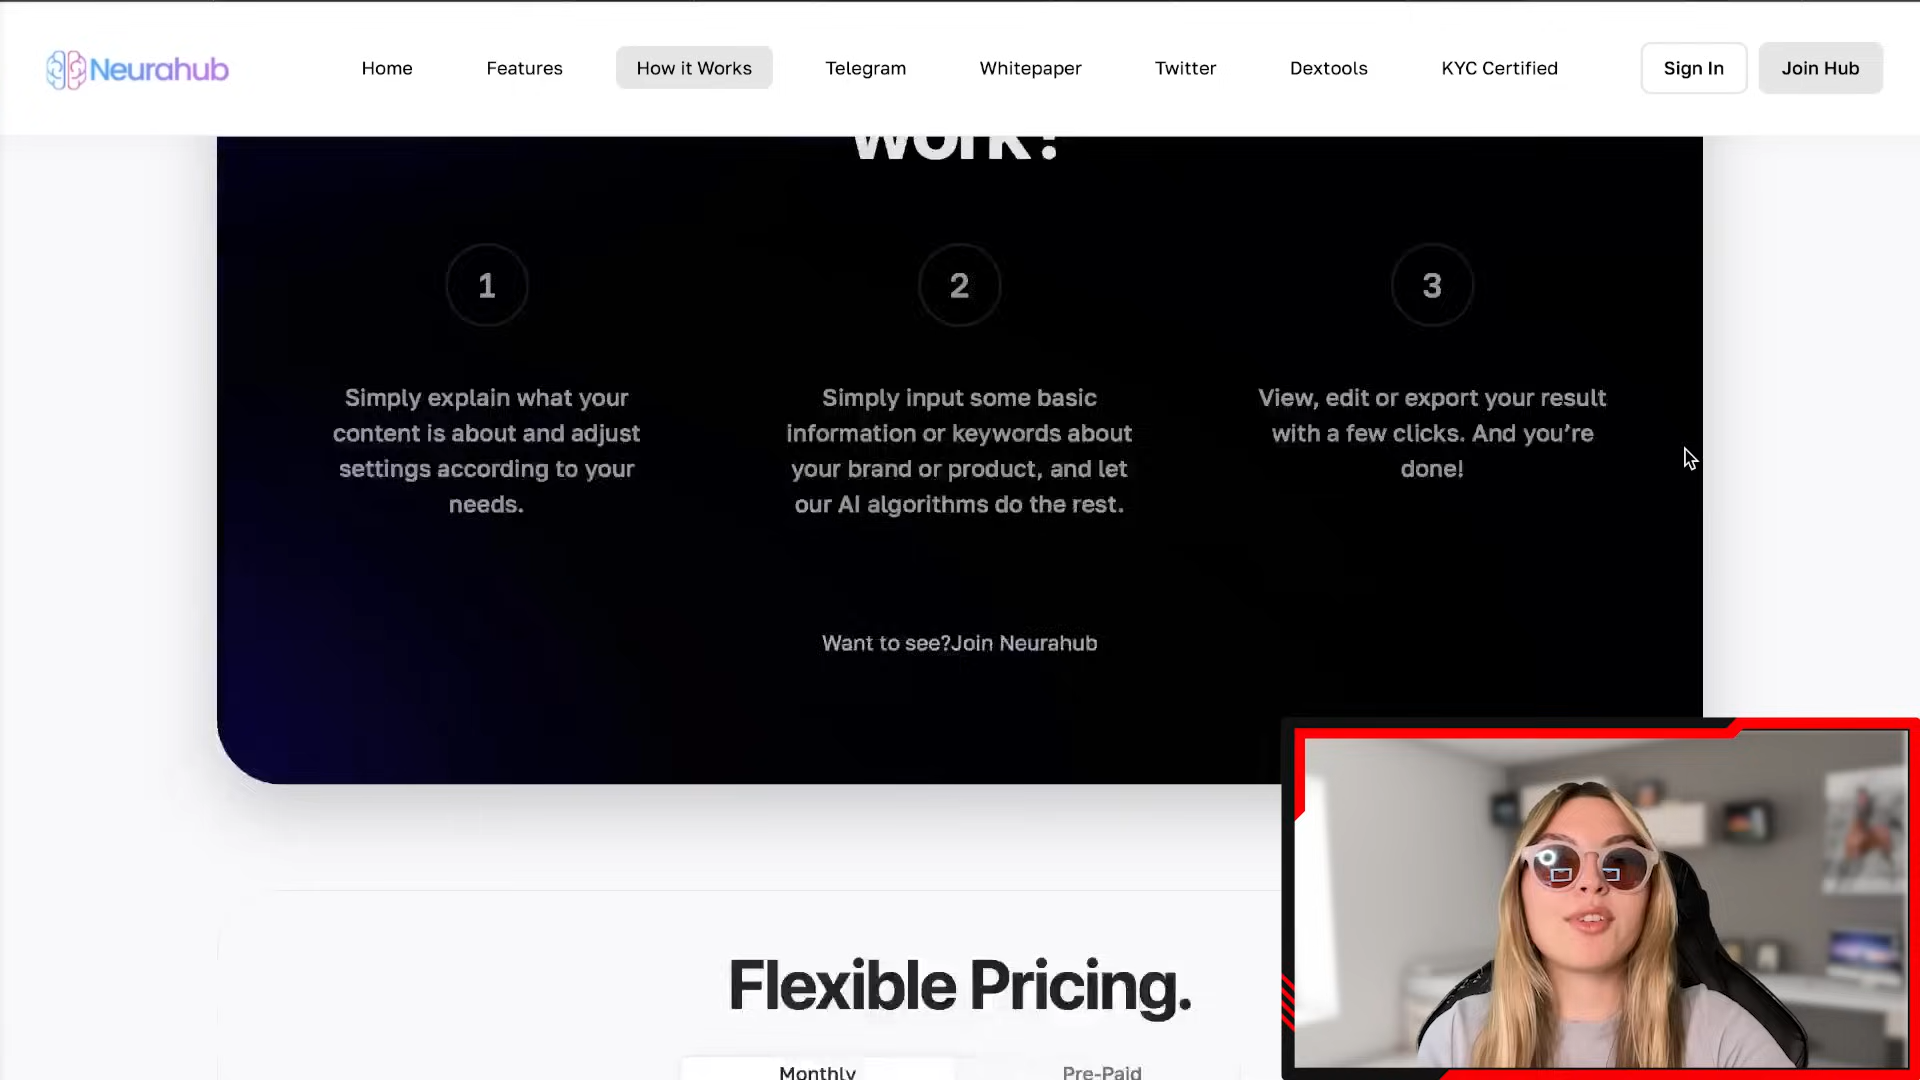 Neurahub
Home Features How it Works Telegram Whitepaper Twitter Dextools KYC Certified Sign In Join Hub
work?
1
2
3
Simply explain what your
content is about and adjust
settings according to your
needs.
Simply input some basic
information or keywords about
your brand or product, and let
our AI algorithms do the rest.
View, edit or export your result
with a few clicks. And you’re
done!
Want to see?Join Neurahub
Flexible Pricing.
Monthly Pre-Paid